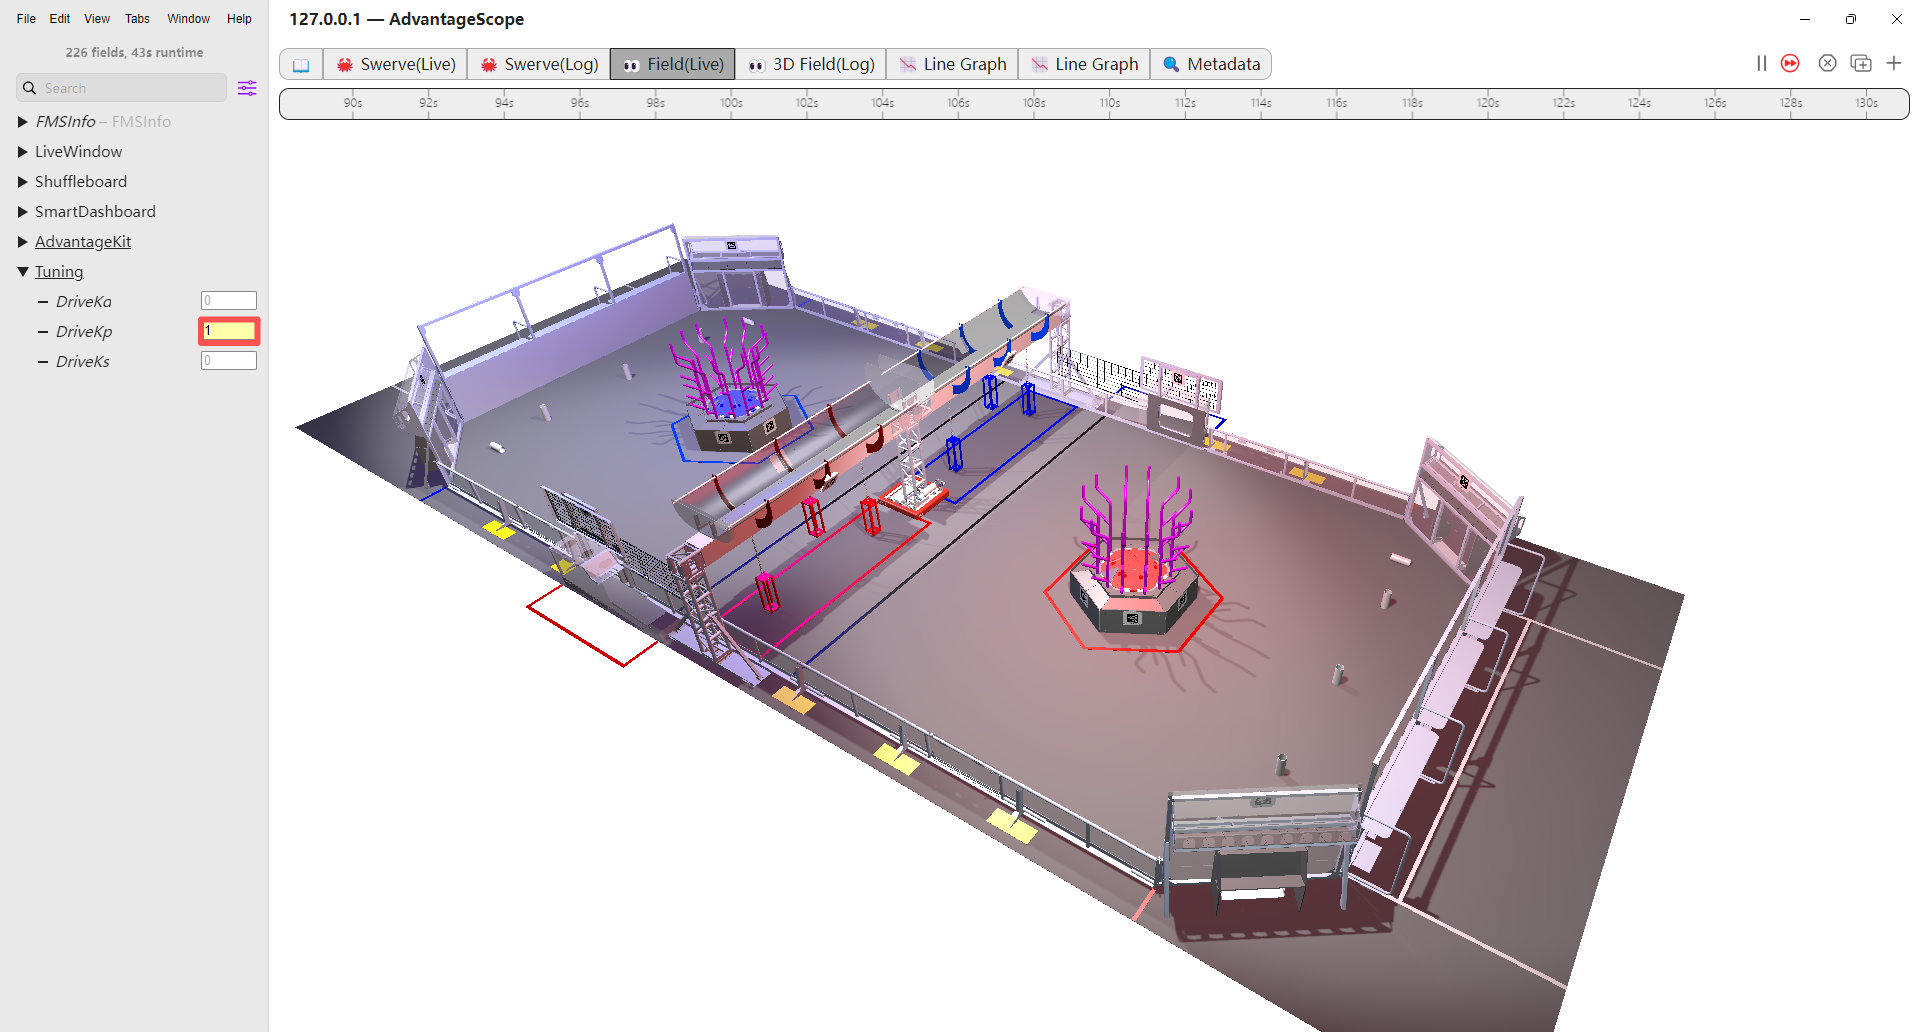 File Edit View Tabs Window Help
127.0.0.1 — AdvantageScope
226 fields, 43s runtime
Search
Swerve(Live) Swerve(Log) Field(Live) 3D Field(Log) Line Graph Line Graph Metadata
90s 92s 94s 96s 98s 100s 102s 104s 106s 108s 110s 112s 114s 116s 118s 120s 122s 124s 126s 128s 130s
FMSInfo – FMSInfo
LiveWindow
Shuffleboard
SmartDashboard
AdvantageKit
Tuning
DriveKd 0
DriveKp 1
DriveKs 0